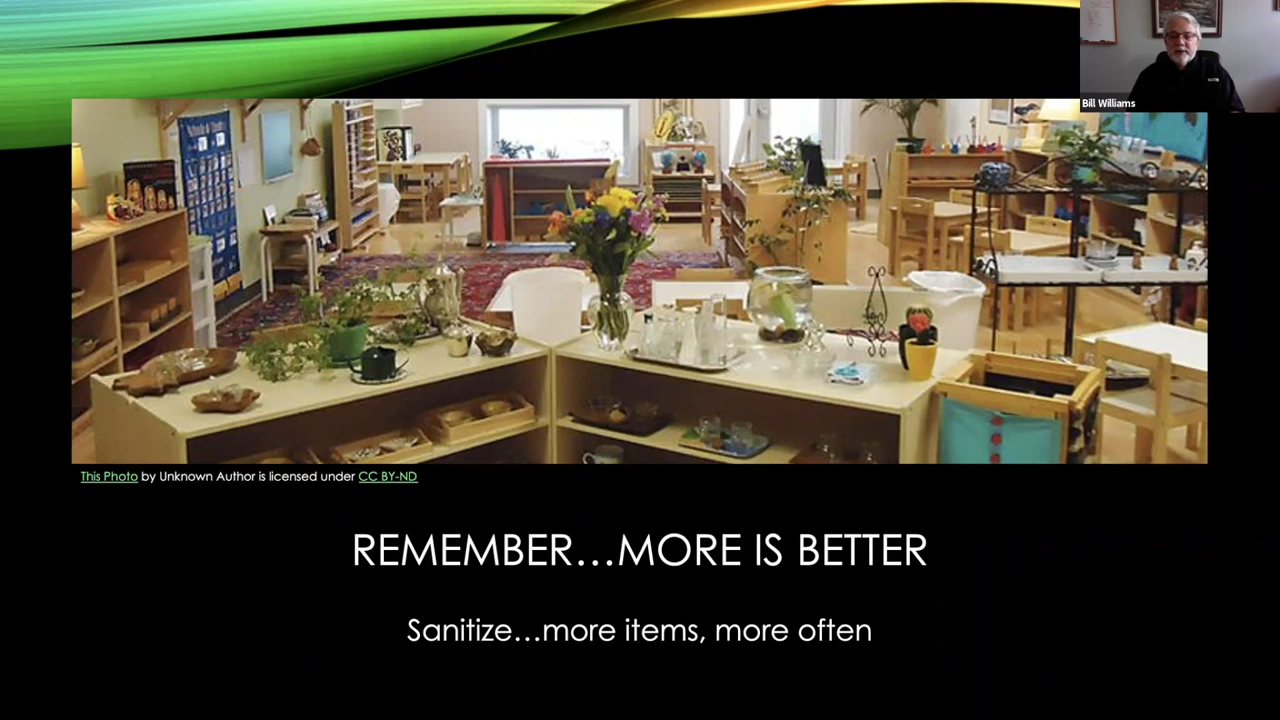 Bill Williams
This Photo by Unknown Author is licensed under CC BY-ND
REMEMBER...MORE IS BETTER
Sanitize...more items, more often